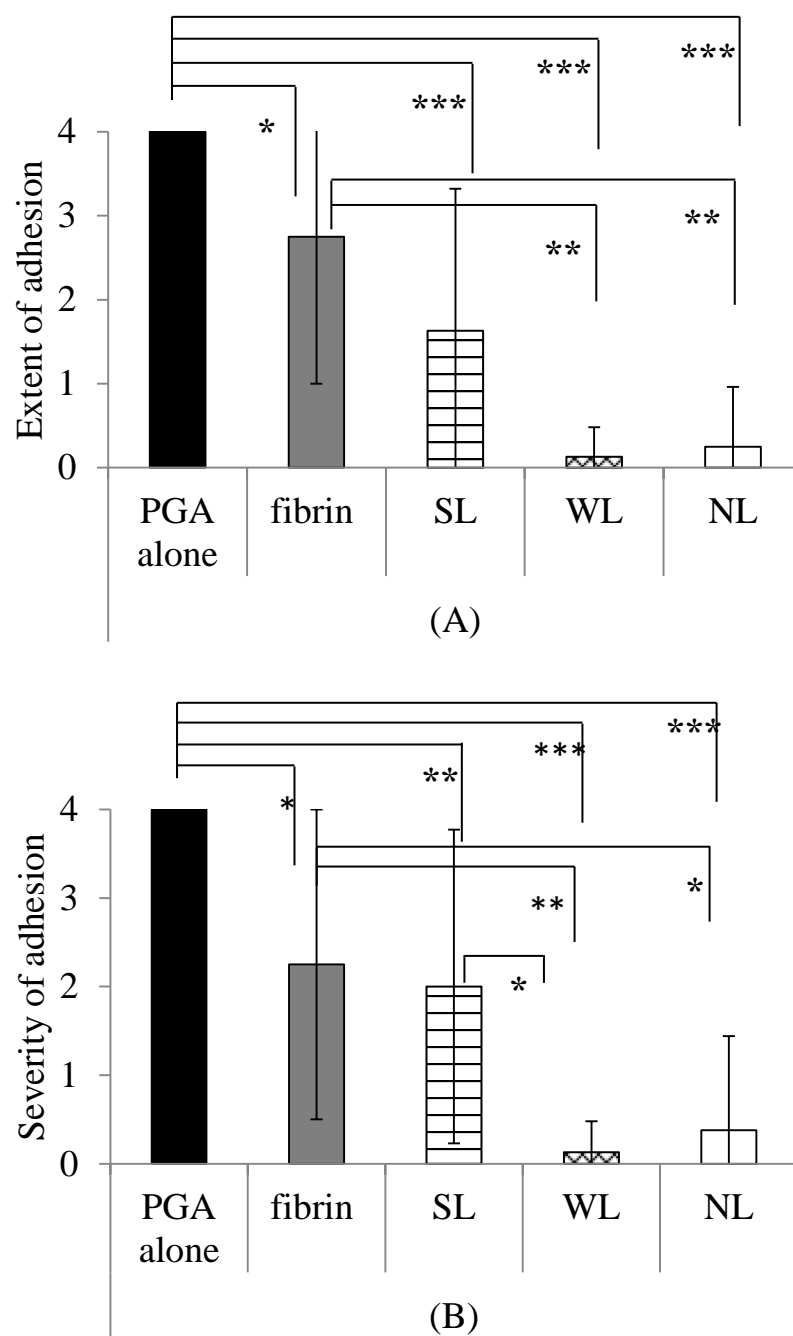 ***
***
***
*
**
**
4
3
2
1
0
Extent of adhesion
PGA alone
fibrin
SL
WL
NL
(A)
***
***
**
*
*
**
*
4
3
2
1
0
Severity of adhesion
PGA alone
fibrin
SL
WL
NL
(B)